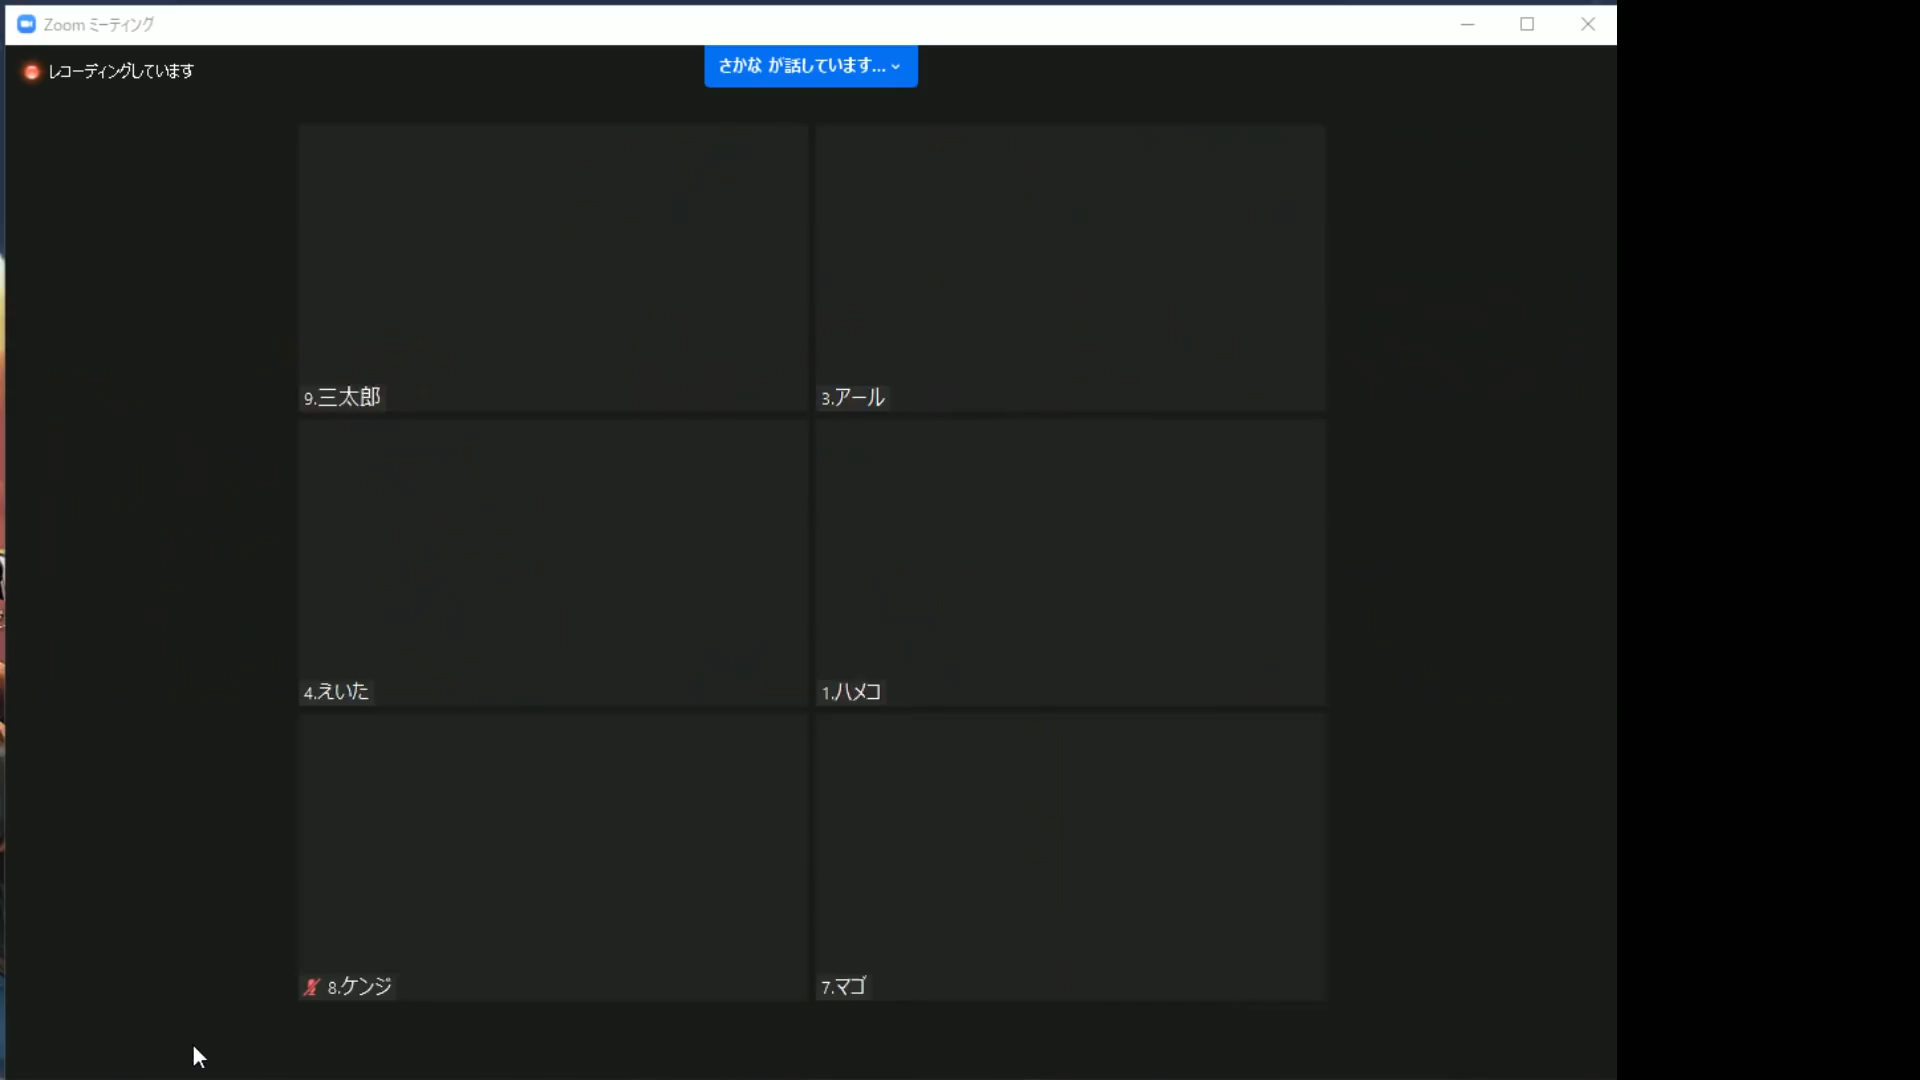 Zoom ミーティング
レコーディングしています
さかな が話しています...
9.三太郎
3.アール
4.えいた
1.ハメコ
8.ケンジ
7.マゴ